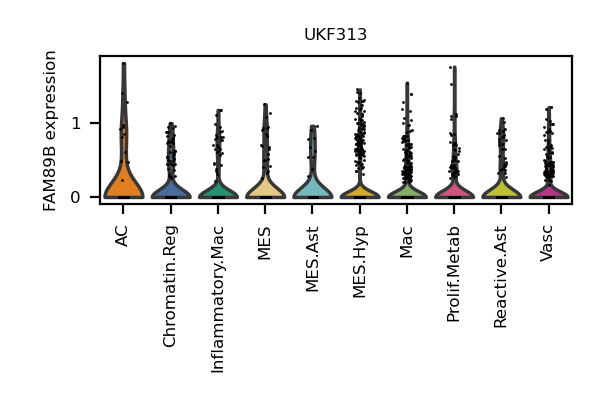 UKF313
FAM89B expression
1
0
AC
Chromatin.Reg
Inflammatory.Mac
MES
MES.Ast
MES.Hyp
Mac
Prolif.Metab
Reactive.Ast
Vasc